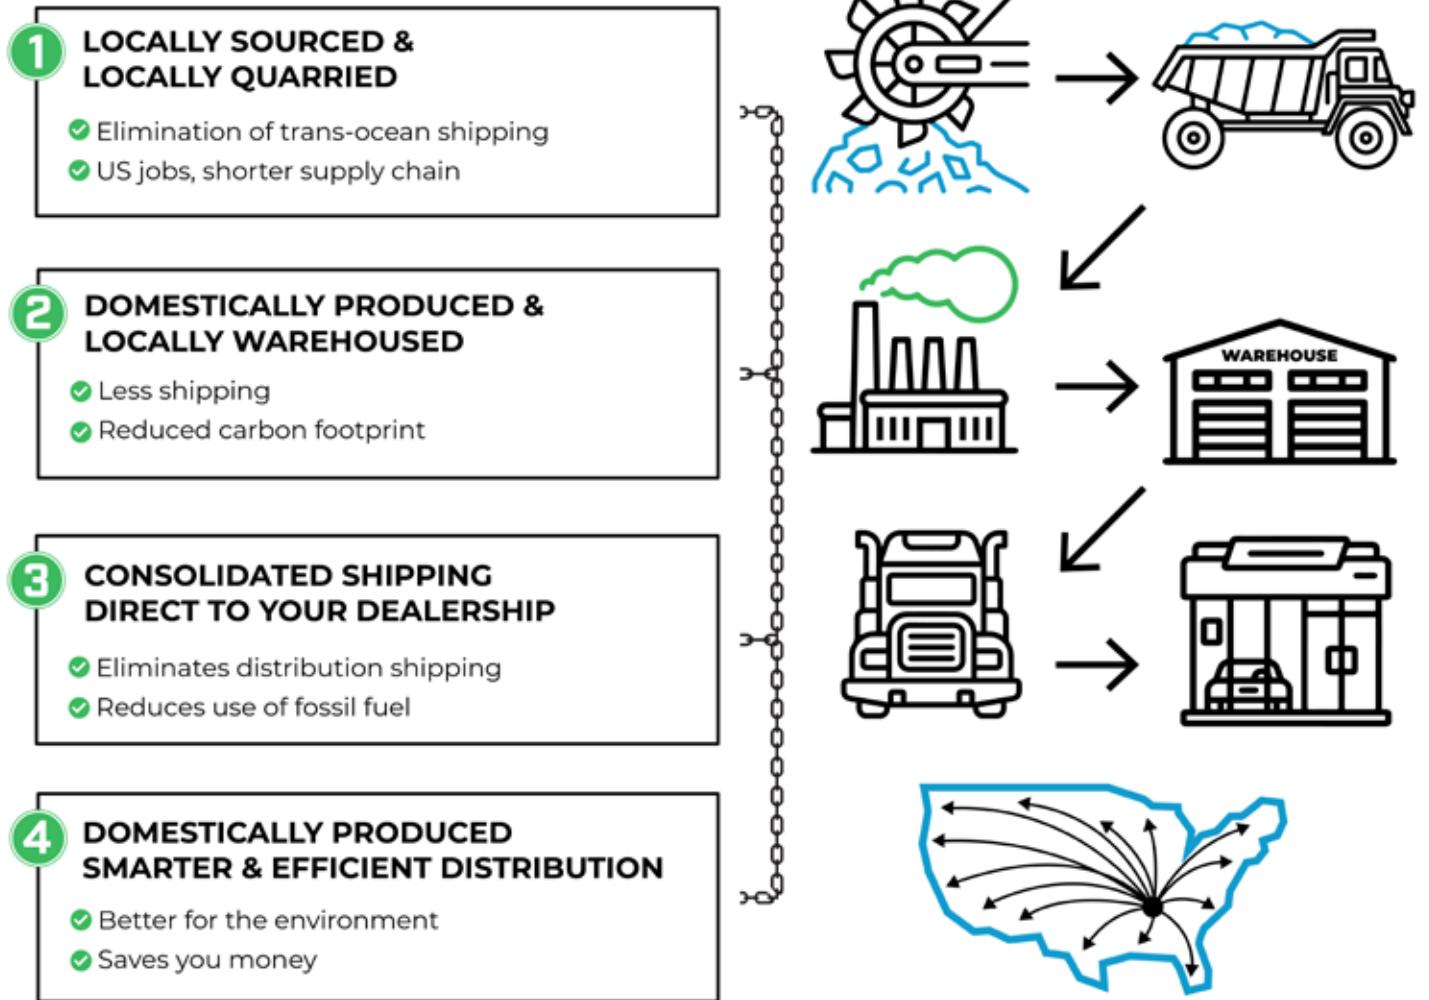 1
LOCALLY SOURCED &
LOCALLY QUARRIED
Elimination of trans-ocean shipping
US jobs, shorter supply chain
2
DOMESTICALLY PRODUCED &
LOCALLY WAREHOUSED
Less shipping
Reduced carbon footprint
WAREHOUSE
3
CONSOLIDATED SHIPPING
DIRECT TO YOUR DEALERSHIP
Eliminates distribution shipping
Reduces use of fossil fuel
4
DOMESTICALLY PRODUCED
SMARTER & EFFICIENT DISTRIBUTION
Better for the environment
Saves you money